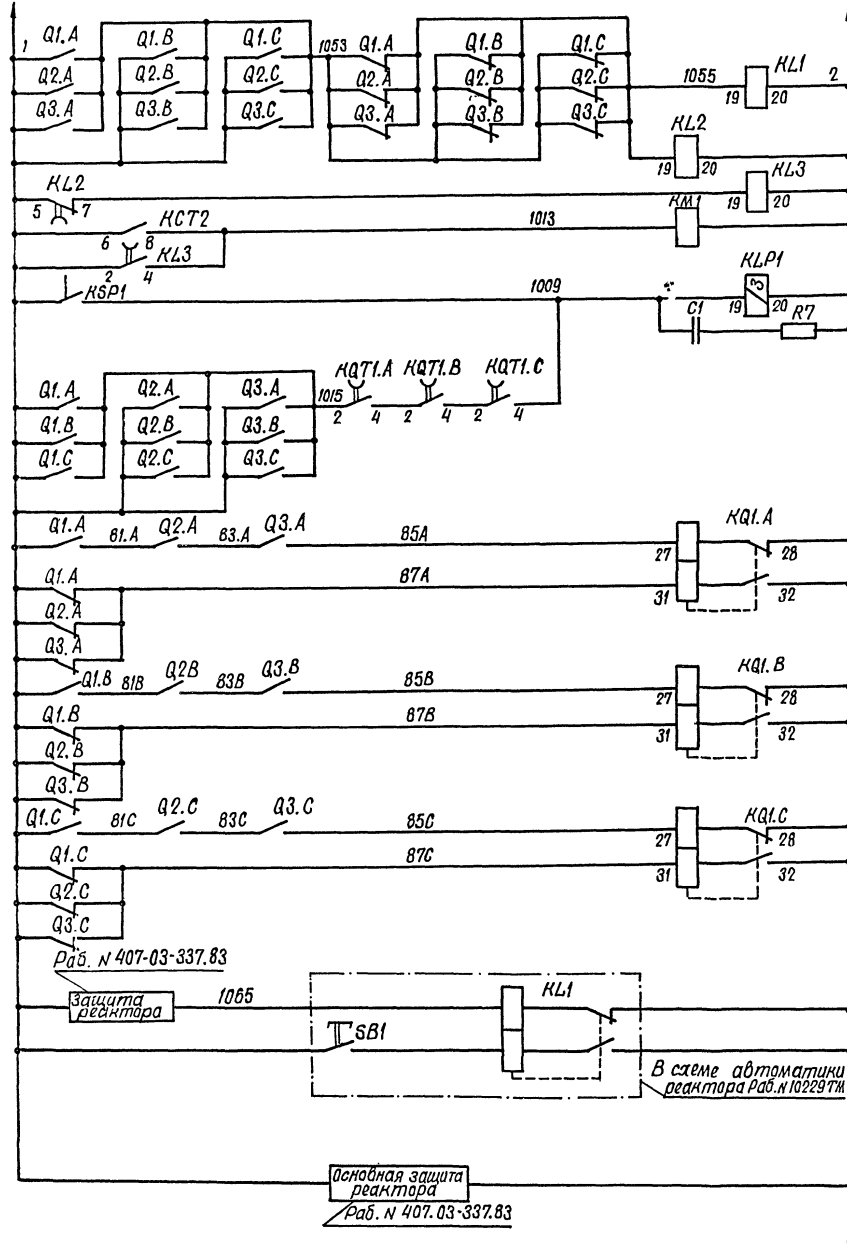 1 Q1.A Q1.B Q1.C 1053 Q1.A Q1.B Q1.C KL1
Q2.A Q2.B Q2.C Q2.A Q2.B Q2.C 1055 2
19 20
Q3.A Q3.B Q3.C Q3.A Q3.B Q3.C
KL2
19 20
KL2 KL3
5 7 19 20
KCT2 1013 KM1
6 8
KL3
2 4
KSP1 1009 KLP1
3
19 20
C1 R7
KQT1.A KQT1.B KQT1.C
Q1.A Q2.A Q3.A 1015
2 4 2 4 2 4
Q1.B Q2.B Q3.B
Q1.C Q2.C Q3.C
Q1.A 81.A Q2.A 83.A Q3.A 85A KQ1.A
27 28
Q1.A 87A
31 32
Q2.A
Q3.A
Q1.B 81B Q2B 83B Q3.B 85B KQ1.B
27 28
Q1.B 87B
31 32
Q2.B
Q3.B
Q1.C 81C Q2.C 83C Q3.C 85C KQ1.C
27 28
Q1.C 87C
31 32
Q2.C
Q3.C
Раб. N 407-03-337.83
Защита
реактора
1065 KL1
SB1
В схеме автоматики
реактора Раб.N10229ТМ
Основная защита
реактора
Раб. N 407.03-337.83